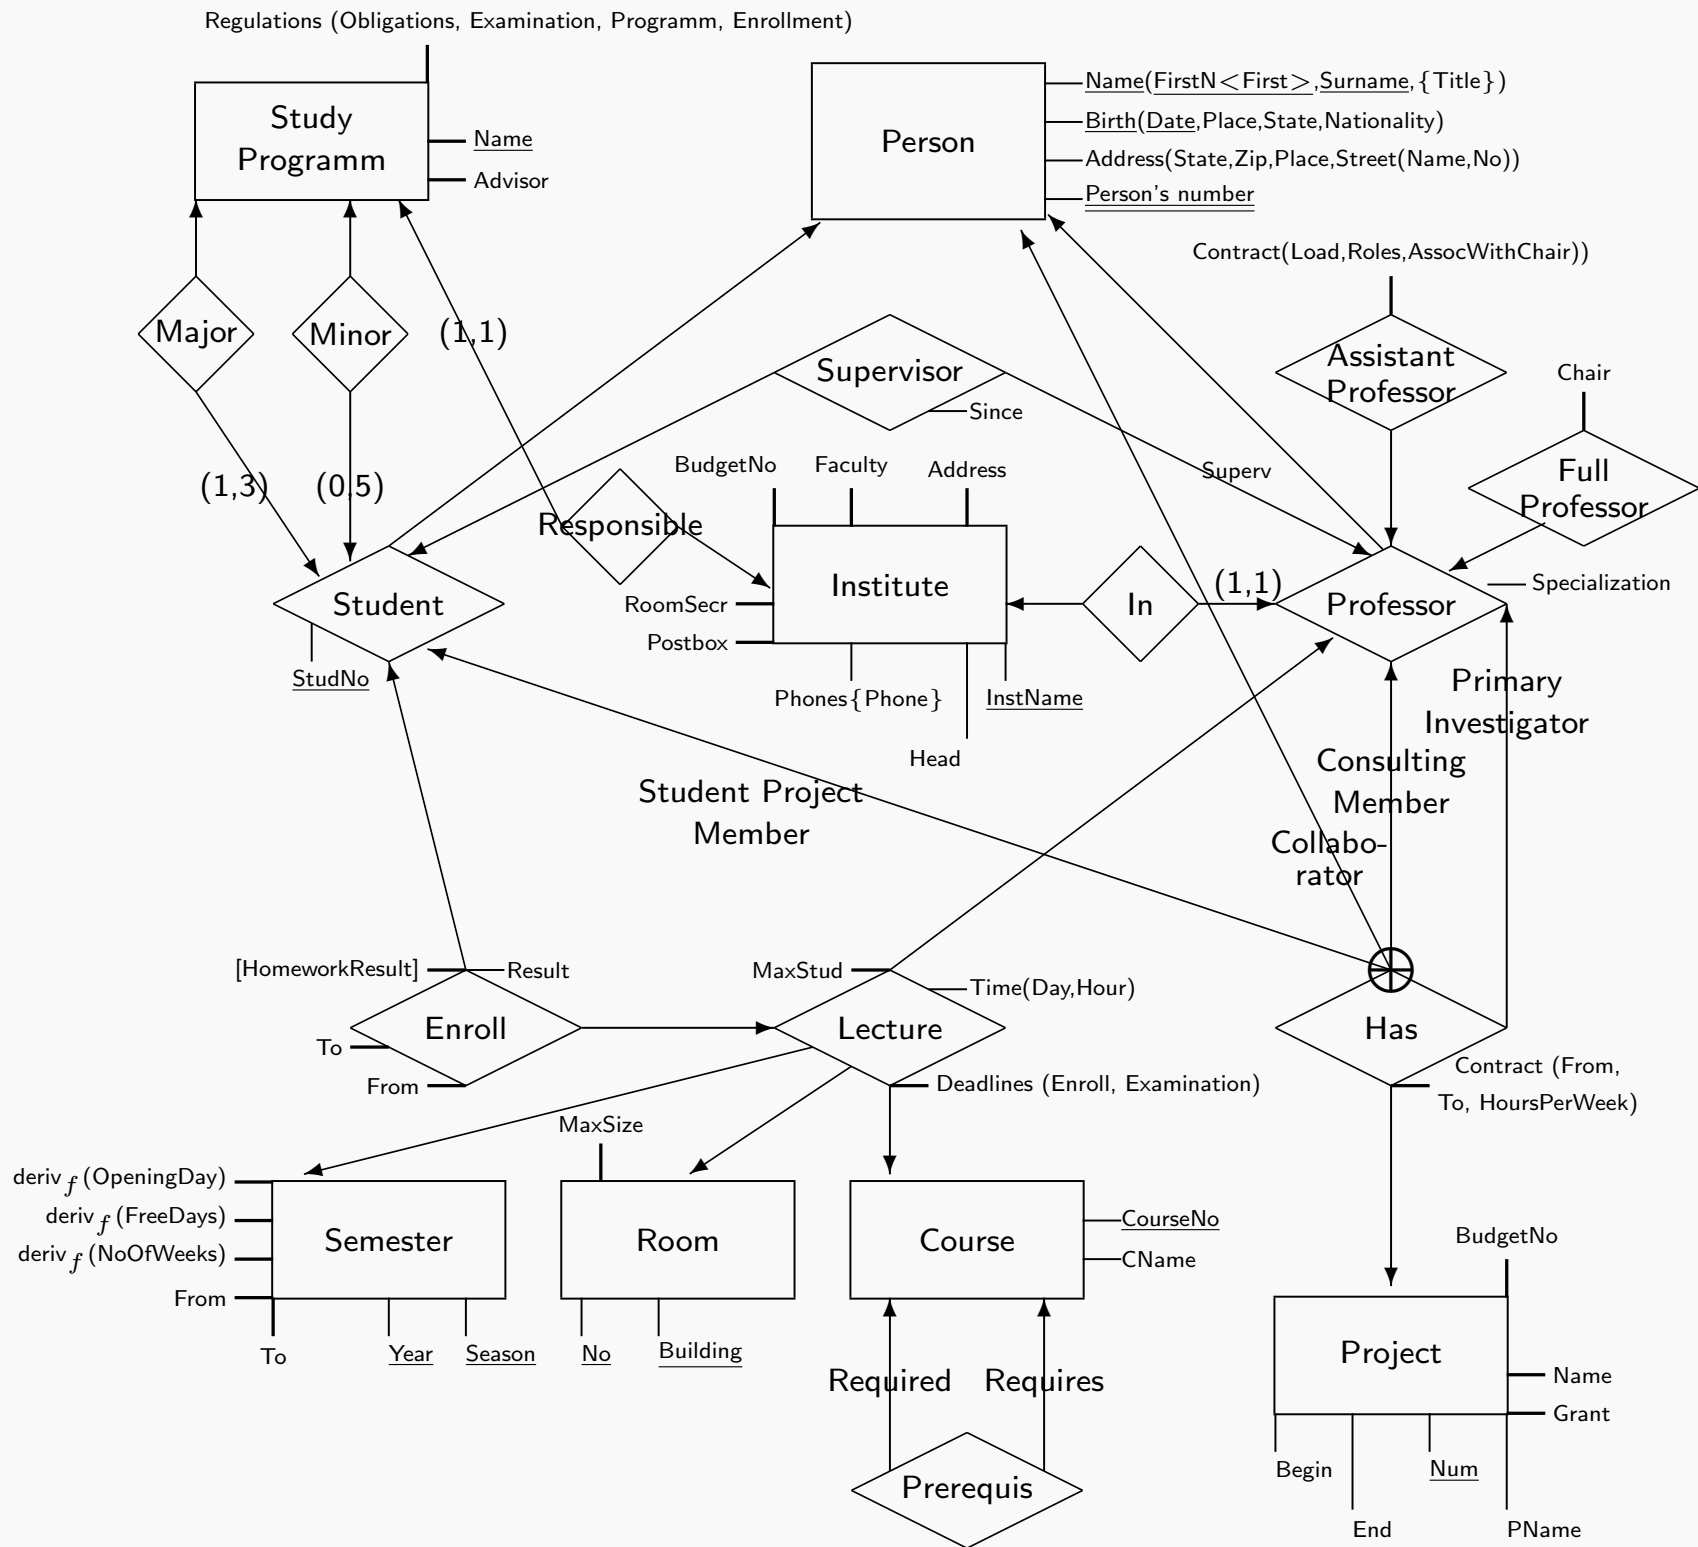 Regulations (Obligations, Examination, Programm, Enrollment)
Study
Programm
Name
Advisor
Person
Name(FirstN<First>,Surname,{Title})
Birth(Date,Place,State,Nationality)
Address(State,Zip,Place,Street(Name,No))
Person's number
Contract(Load,Roles,AssocWithChair))
Major
Minor
(1,1)
Supervisor
Since
Assistant
Professor
Chair
Full
Professor
(1,3)
(0,5)
Superv
BudgetNo
Faculty
Address
Responsible
Institute
RoomSecr
Postbox
Phones{Phone}
InstName
Head
In
(1,1)
Professor
Specialization
Student
StudNo
Primary
Investigator
Consulting
Member
Collabo-
rator
Student Project
Member
[HomeworkResult]
Result
Enroll
To
From
MaxStud
Time(Day,Hour)
Lecture
Deadlines (Enroll, Examination)
Has
Contract (From,
To, HoursPerWeek)
deriv f (OpeningDay)
deriv f (FreeDays)
deriv f (NoOfWeeks)
From
To
Semester
Year
Season
MaxSize
Room
No
Building
Course
CourseNo
CName
Required
Requires
Prerequis
BudgetNo
Project
Name
Grant
Begin
Num
End
PName